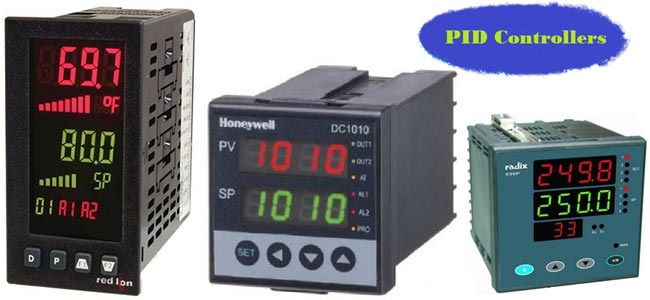 PID Controllers
69.7
°F
80.0
SP
01 A1 A2
D P
red lion
Honeywell
DC1010
PV 1010
OUT1
OUT2
AT
SP 1010
AL1
AL2
PRO
SET
radix
249.8
250.0
33